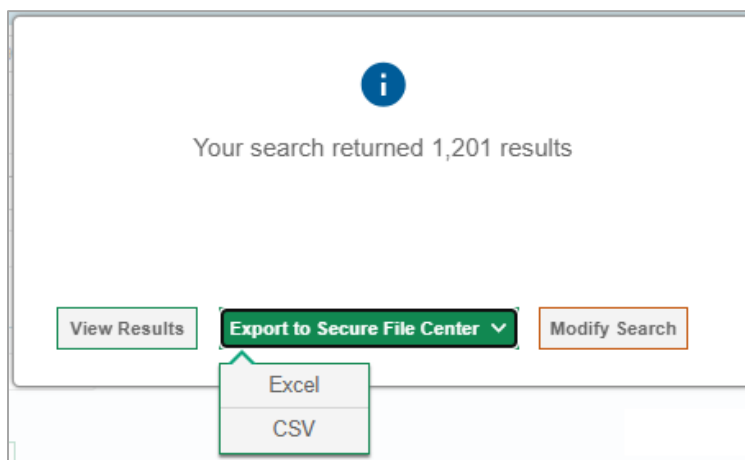 Your search returned 1,201 results
View Results
Export to Secure File Center
Modify Search
Excel
CSV